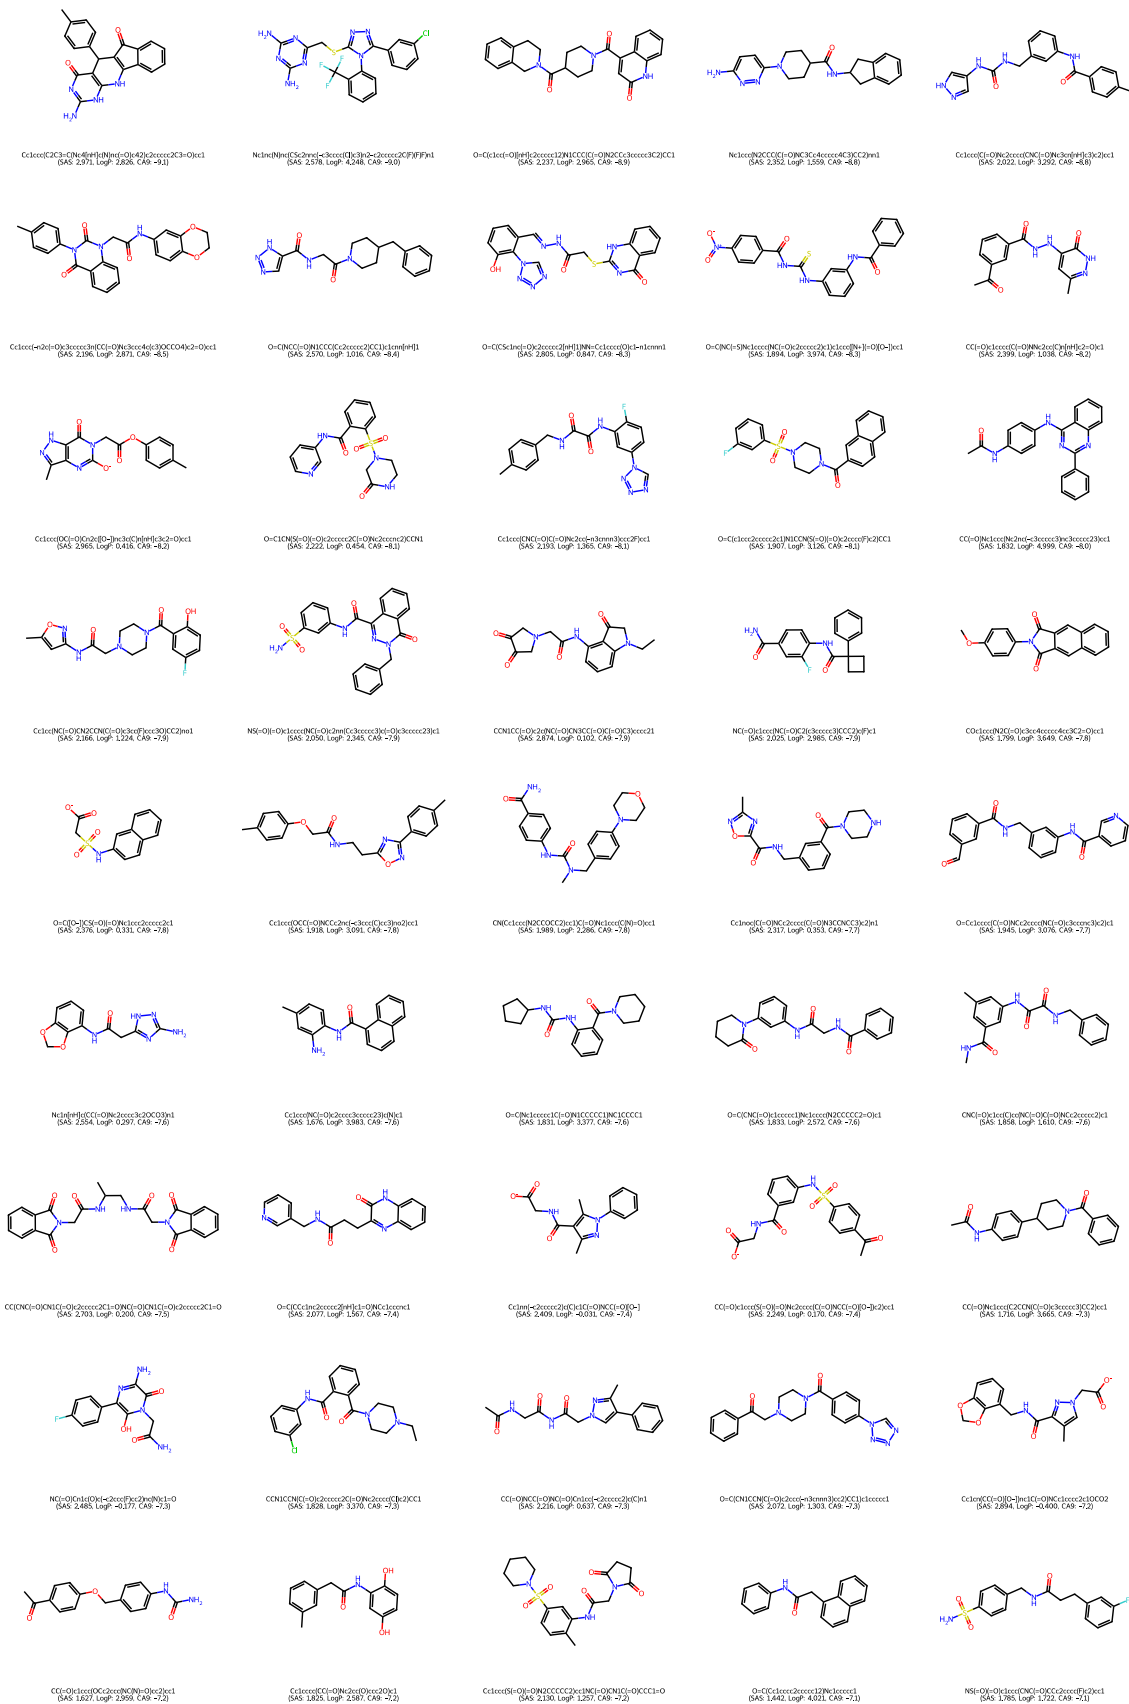 Cc1ccc(C2C3=C(Nc4[nH]c(N)nc(=O)c42)c2ccccc2C3=O)cc1
(SAS: 2,971, LogP: 2,826, CA9: -9,1)
Nc1nc(N)nc(CSc2nnc(-c3cccc(Cl)c3)n2-c2ccccc2C(F)(F)F)n1
(SAS: 2,578, LogP: 4,248, CA9: -9,0)
O=C(c1cc(=O)[nH]c2ccccc12)N1CCC(C(=O)N2CCc3ccccc3C2)CC1
(SAS: 2,237, LogP: 2,965, CA9: -8,9)
Nc1ccc(N2CCC(C(=O)NC3Cc4ccccc4C3)CC2)nn1
(SAS: 2,352, LogP: 1,559, CA9: -8,8)
Cc1ccc(C(=O)Nc2cccc(CNC(=O)Nc3cn[nH]c3)c2)cc1
(SAS: 2,022, LogP: 3,292, CA9: -8,8)
Cc1ccc(-n2c(=O)c3ccccc3n(CC(=O)Nc3ccc4c(c3)OCCO4)c2=O)cc1
(SAS: 2,196, LogP: 2,871, CA9: -8,5)
O=C(NCC(=O)N1CCC(Cc2ccccc2)CC1)c1cnn[nH]1
(SAS: 2,570, LogP: 1,016, CA9: -8,4)
O=C(CSc1nc(=O)c2ccccc2[nH]1)NN=Cc1cccc(O)c1-n1cnnn1
(SAS: 2,805, LogP: 0,847, CA9: -8,3)
O=C(NC(=S)Nc1cccc(NC(=O)c2ccccc2)c1)c1ccc([N+](=O)[O-])cc1
(SAS: 1,894, LogP: 3,974, CA9: -8,3)
CC(=O)c1cccc(C(=O)NNc2cc(C)n[nH]c2=O)c1
(SAS: 2,399, LogP: 1,038, CA9: -8,2)
Cc1ccc(OC(=O)Cn2c([O-])nc3c(C)n[nH]c3c2=O)cc1
(SAS: 2,965, LogP: 0,416, CA9: -8,2)
O=C1CN(S(=O)(=O)c2ccccc2C(=O)Nc2cccnc2)CCN1
(SAS: 2,222, LogP: 0,454, CA9: -8,1)
Cc1ccc(CNC(=O)C(=O)Nc2cc(-n3cnnn3)ccc2F)cc1
(SAS: 2,193, LogP: 1,365, CA9: -8,1)
O=C(c1ccc2ccccc2c1)N1CCN(S(=O)(=O)c2cccc(F)c2)CC1
(SAS: 1,907, LogP: 3,126, CA9: -8,1)
CC(=O)Nc1ccc(Nc2nc(-c3ccccc3)nc3ccccc23)cc1
(SAS: 1,832, LogP: 4,999, CA9: -8,0)
Cc1cc(NC(=O)CN2CCN(C(=O)c3cc(F)ccc3O)CC2)no1
(SAS: 2,166, LogP: 1,224, CA9: -7,9)
NS(=O)(=O)c1cccc(NC(=O)c2nn(Cc3ccccc3)c(=O)c3ccccc23)c1
(SAS: 2,050, LogP: 2,345, CA9: -7,9)
CCN1CC(=O)c2c(NC(=O)CN3CC(=O)C(=O)C3)cccc21
(SAS: 2,874, LogP: 0,102, CA9: -7,9)
NC(=O)c1ccc(NC(=O)C2(c3ccccc3)CCC2)c(F)c1
(SAS: 2,025, LogP: 2,985, CA9: -7,9)
COc1ccc(N2C(=O)c3cc4ccccc4cc3C2=O)cc1
(SAS: 1,799, LogP: 3,649, CA9: -7,8)
O=C([O-])CS(=O)(=O)Nc1ccc2ccccc2c1
(SAS: 2,376, LogP: 0,331, CA9: -7,8)
Cc1ccc(OCC(=O)NCCc2nc(-c3ccc(C)cc3)no2)cc1
(SAS: 1,918, LogP: 3,091, CA9: -7,8)
CN(Cc1ccc(N2CCOCC2)cc1)C(=O)Nc1ccc(C(N)=O)cc1
(SAS: 1,989, LogP: 2,286, CA9: -7,8)
Cc1noc(C(=O)NCc2cccc(C(=O)N3CCNCC3)c2)n1
(SAS: 2,317, LogP: 0,353, CA9: -7,7)
O=Cc1cccc(C(=O)NCc2cccc(NC(=O)c3cccnc3)c2)c1
(SAS: 1,945, LogP: 3,076, CA9: -7,7)
Nc1n[nH]c(CC(=O)Nc2cccc3c2OCO3)n1
(SAS: 2,554, LogP: 0,297, CA9: -7,6)
Cc1ccc(NC(=O)c2cccc3ccccc23)c(N)c1
(SAS: 1,676, LogP: 3,983, CA9: -7,6)
O=C(Nc1ccccc1C(=O)N1CCCCC1)NC1CCCC1
(SAS: 1,831, LogP: 3,377, CA9: -7,6)
O=C(CNC(=O)c1ccccc1)Nc1cccc(N2CCCCC2=O)c1
(SAS: 1,833, LogP: 2,572, CA9: -7,6)
CNC(=O)c1cc(C)cc(NC(=O)C(=O)NCc2ccccc2)c1
(SAS: 1,858, LogP: 1,610, CA9: -7,6)
CC(CNC(=O)CN1C(=O)c2ccccc2C1=O)NC(=O)CN1C(=O)c2ccccc2C1=O
(SAS: 2,703, LogP: 0,200, CA9: -7,5)
O=C(CCc1nc2ccccc2[nH]c1=O)NCc1cccnc1
(SAS: 2,077, LogP: 1,567, CA9: -7,4)
Cc1nn(-c2ccccc2)c(C)c1C(=O)NCC(=O)[O-]
(SAS: 2,409, LogP: -0,031, CA9: -7,4)
CC(=O)c1ccc(S(=O)(=O)Nc2cccc(C(=O)NCC(=O)[O-])c2)cc1
(SAS: 2,249, LogP: 0,170, CA9: -7,4)
CC(=O)Nc1ccc(C2CCN(C(=O)c3ccccc3)CC2)cc1
(SAS: 1,716, LogP: 3,665, CA9: -7,3)
NC(=O)Cn1c(O)c(-c2ccc(F)cc2)nc(N)c1=O
(SAS: 2,485, LogP: -0,177, CA9: -7,3)
CCN1CCN(C(=O)c2ccccc2C(=O)Nc2cccc(Cl)c2)CC1
(SAS: 1,828, LogP: 3,370, CA9: -7,3)
CC(=O)NCC(=O)NC(=O)Cn1cc(-c2ccccc2)c(C)n1
(SAS: 2,216, LogP: 0,637, CA9: -7,3)
O=C(CN1CCN(C(=O)c2ccc(-n3cnnn3)cc2)CC1)c1ccccc1
(SAS: 2,072, LogP: 1,303, CA9: -7,3)
Cc1cn(CC(=O)[O-])nc1C(=O)NCc1cccc2c1OCO2
(SAS: 2,894, LogP: -0,400, CA9: -7,2)
CC(=O)c1ccc(OCc2ccc(NC(N)=O)cc2)cc1
(SAS: 1,627, LogP: 2,959, CA9: -7,2)
Cc1cccc(CC(=O)Nc2cc(O)ccc2O)c1
(SAS: 1,825, LogP: 2,587, CA9: -7,2)
Cc1ccc(S(=O)(=O)N2CCCCC2)cc1NC(=O)CN1C(=O)CCC1=O
(SAS: 2,130, LogP: 1,257, CA9: -7,2)
O=C(Cc1cccc2ccccc12)Nc1ccccc1
(SAS: 1,442, LogP: 4,021, CA9: -7,1)
NS(=O)(=O)c1ccc(CNC(=O)CCc2cccc(F)c2)cc1
(SAS: 1,785, LogP: 1,722, CA9: -7,1)